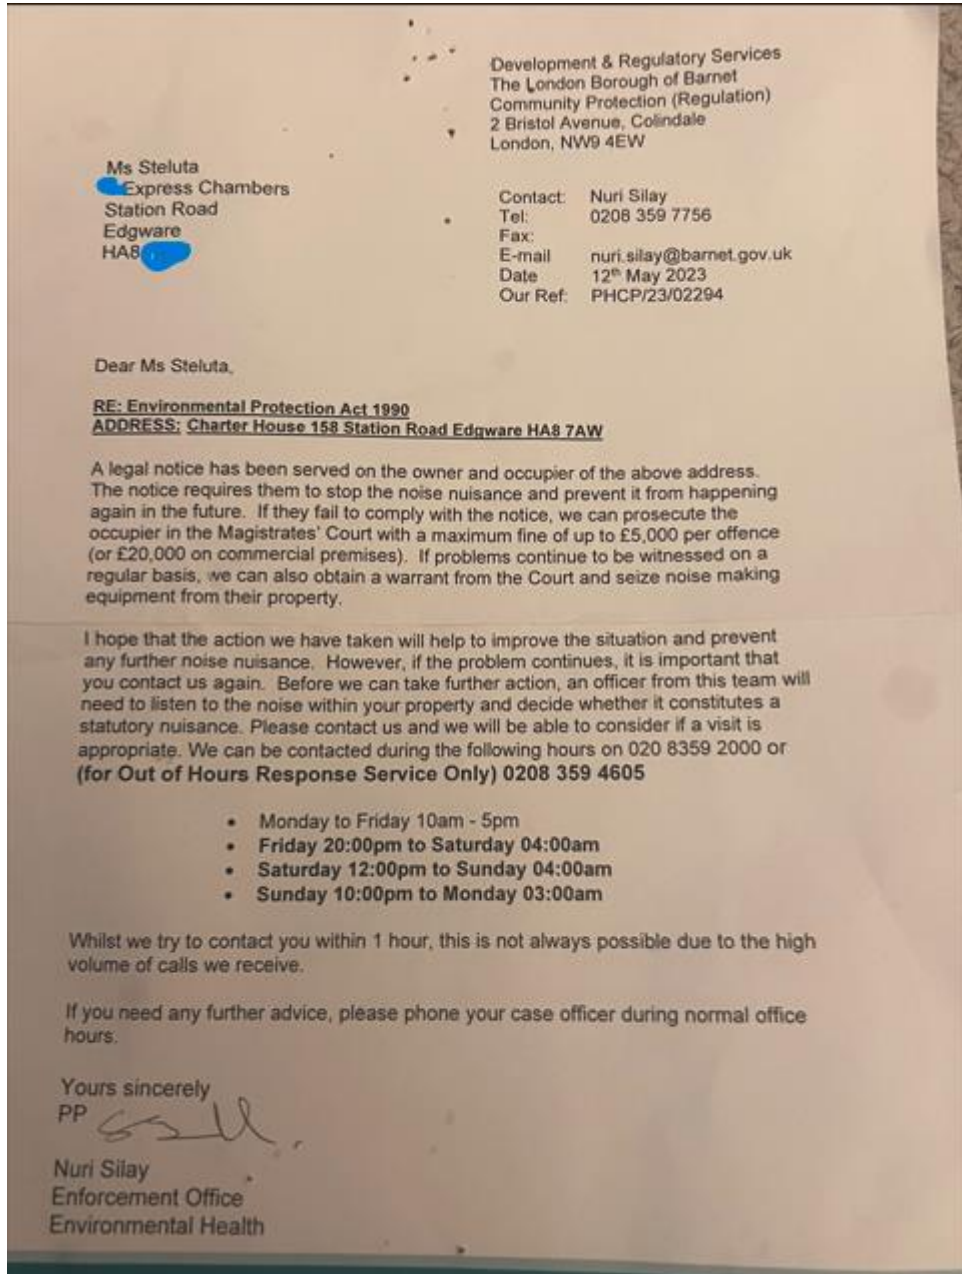 Development & Regulatory Services
The London Borough of Barnet
Community Protection (Regulation)
2 Bristol Avenue, Colindale
London, NW9 4EW
Ms Steluta
Express Chambers
Station Road
Edgware
HA8
Contact: Nuri Silay
Tel: 0208 359 7756
Fax:
E-mail nuri.silay@barnet.gov.uk
Date 12th May 2023
Our Ref: PHCP/23/02294
Dear Ms Steluta,
RE: Environmental Protection Act 1990
ADDRESS: Charter House 158 Station Road Edgware HA8 7AW
A legal notice has been served on the owner and occupier of the above address.
The notice requires them to stop the noise nuisance and prevent it from happening
again in the future. If they fail to comply with the notice, we can prosecute the
occupier in the Magistrates' Court with a maximum fine of up to £5,000 per offence
(or £20,000 on commercial premises). If problems continue to be witnessed on a
regular basis, we can also obtain a warrant from the Court and seize noise making
equipment from their property.
I hope that the action we have taken will help to improve the situation and prevent
any further noise nuisance. However, if the problem continues, it is important that
you contact us again. Before we can take further action, an officer from this team will
need to listen to the noise within your property and decide whether it constitutes a
statutory nuisance. Please contact us and we will be able to consider if a visit is
appropriate. We can be contacted during the following hours on 020 8359 2000 or
(for Out of Hours Response Service Only) 0208 359 4605
• Monday to Friday 10am - 5pm
• Friday 20:00pm to Saturday 04:00am
• Saturday 12:00pm to Sunday 04:00am
• Sunday 10:00pm to Monday 03:00am
Whilst we try to contact you within 1 hour, this is not always possible due to the high
volume of calls we receive.
If you need any further advice, please phone your case officer during normal office
hours.
Yours sincerely
PP
Nuri Silay
Enforcement Office
Environmental Health